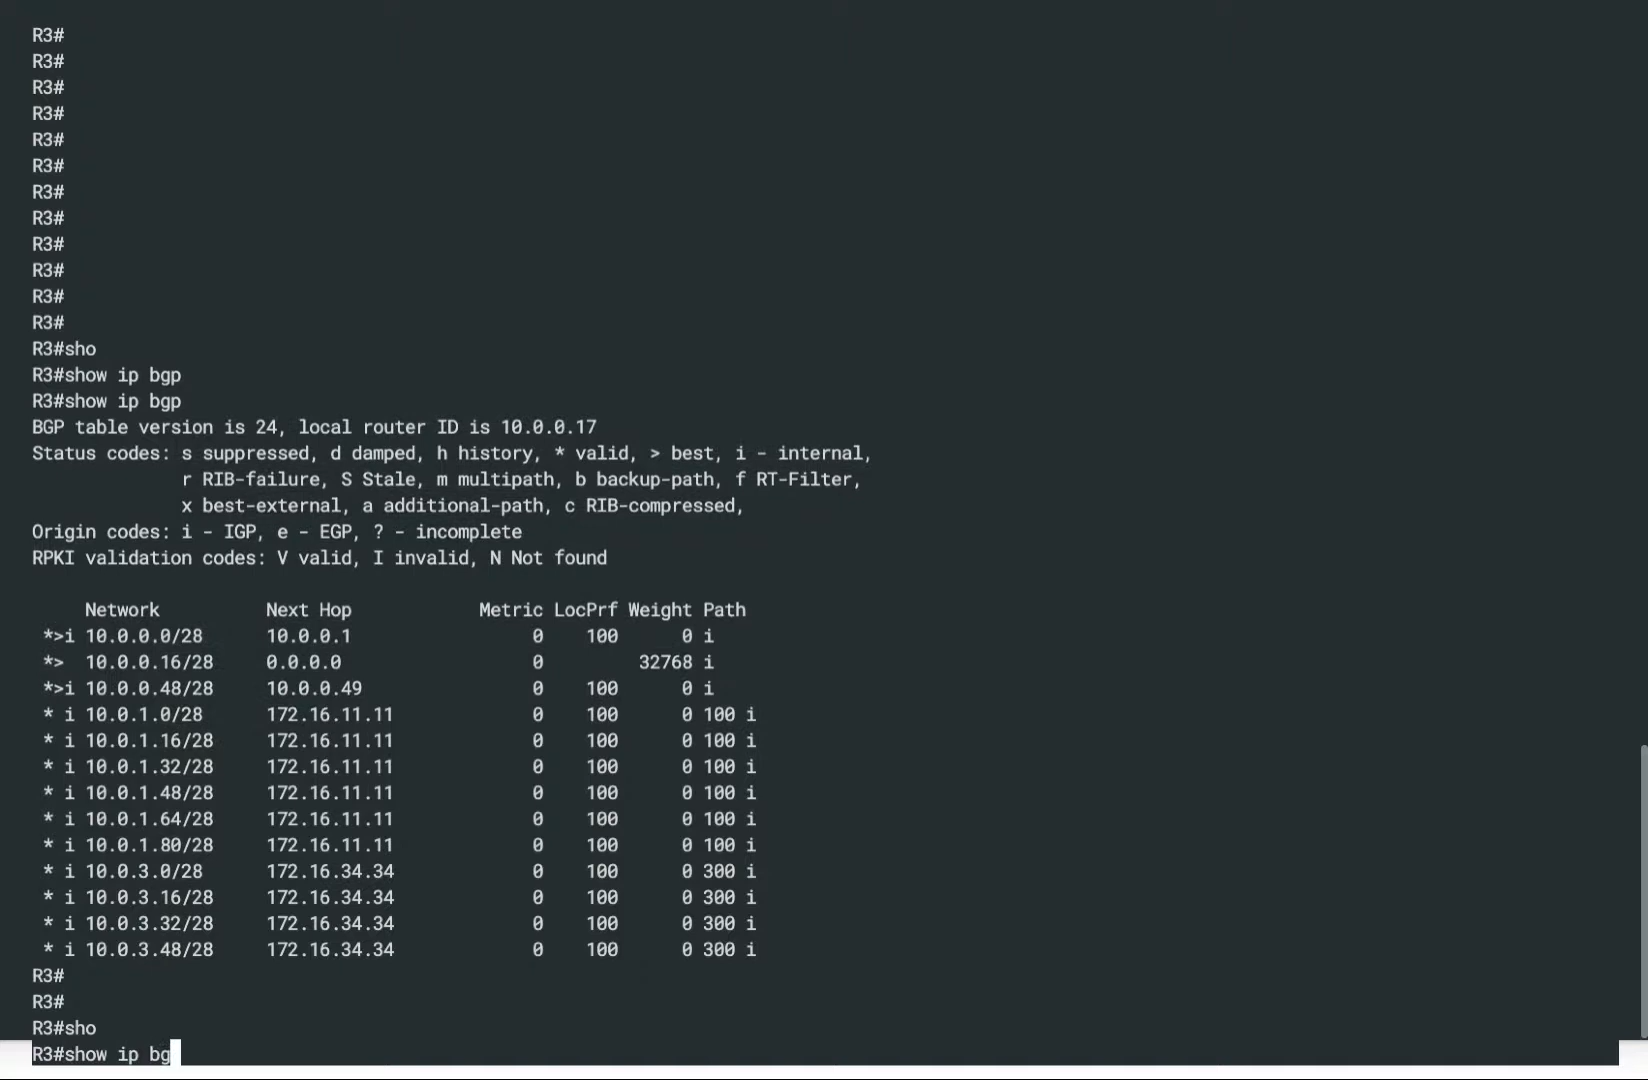 R3#
R3#
R3#
R3#
R3#
R3#
R3#
R3#
R3#
R3#
R3#
R3#
R3#sho
R3#show ip bgp
R3#show ip bgp
BGP table version is 24, local router ID is 10.0.0.17
Status codes: s suppressed, d damped, h history, * valid, > best, i - internal,
              r RIB-failure, S Stale, m multipath, b backup-path, f RT-Filter,
              x best-external, a additional-path, c RIB-compressed,
Origin codes: i - IGP, e - EGP, ? - incomplete
RPKI validation codes: V valid, I invalid, N Not found
     Network          Next Hop            Metric LocPrf Weight Path
 *>i 10.0.0.0/28      10.0.0.1                 0    100      0 i
 *>  10.0.0.16/28     0.0.0.0                  0         32768 i
 *>i 10.0.0.48/28     10.0.0.49                0    100      0 i
 * i 10.0.1.0/28      172.16.11.11             0    100      0 100 i
 * i 10.0.1.16/28     172.16.11.11             0    100      0 100 i
 * i 10.0.1.32/28     172.16.11.11             0    100      0 100 i
 * i 10.0.1.48/28     172.16.11.11             0    100      0 100 i
 * i 10.0.1.64/28     172.16.11.11             0    100      0 100 i
 * i 10.0.1.80/28     172.16.11.11             0    100      0 100 i
 * i 10.0.3.0/28      172.16.34.34             0    100      0 300 i
 * i 10.0.3.16/28     172.16.34.34             0    100      0 300 i
 * i 10.0.3.32/28     172.16.34.34             0    100      0 300 i
 * i 10.0.3.48/28     172.16.34.34             0    100      0 300 i
R3#
R3#
R3#sho
R3#show ip bg